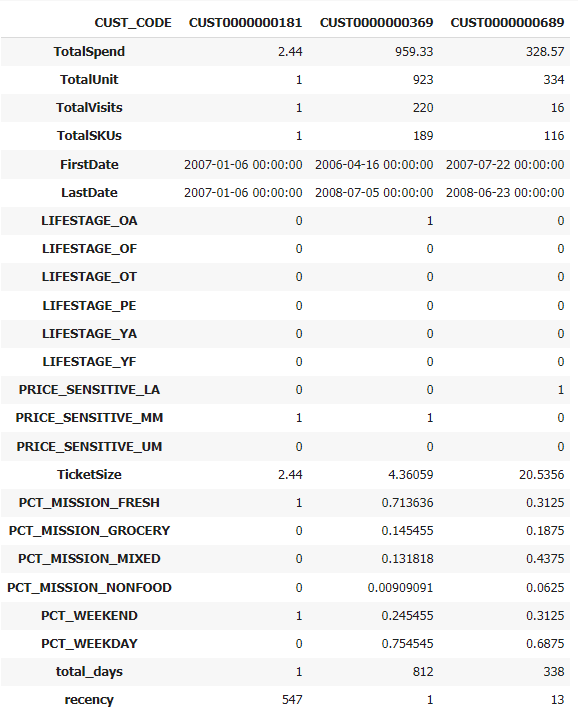 CUST_CODE CUST0000000181 CUST0000000369 CUST0000000689
TotalSpend 2.44 959.33 328.57
TotalUnit 1 923 334
TotalVisits 1 220 16
TotalSKUs 1 189 116
FirstDate 2007-01-06 00:00:00 2006-04-16 00:00:00 2007-07-22 00:00:00
LastDate 2007-01-06 00:00:00 2008-07-05 00:00:00 2008-06-23 00:00:00
LIFESTAGE_OA 0 1 0
LIFESTAGE_OF 0 0 0
LIFESTAGE_OT 0 0 0
LIFESTAGE_PE 0 0 0
LIFESTAGE_YA 0 0 0
LIFESTAGE_YF 0 0 0
PRICE_SENSITIVE_LA 0 0 1
PRICE_SENSITIVE_MM 1 1 0
PRICE_SENSITIVE_UM 0 0 0
TicketSize 2.44 4.36059 20.5356
PCT_MISSION_FRESH 1 0.713636 0.3125
PCT_MISSION_GROCERY 0 0.145455 0.1875
PCT_MISSION_MIXED 0 0.131818 0.4375
PCT_MISSION_NONFOOD 0 0.00909091 0.0625
PCT_WEEKEND 1 0.245455 0.3125
PCT_WEEKDAY 0 0.754545 0.6875
total_days 1 812 338
recency 547 1 13